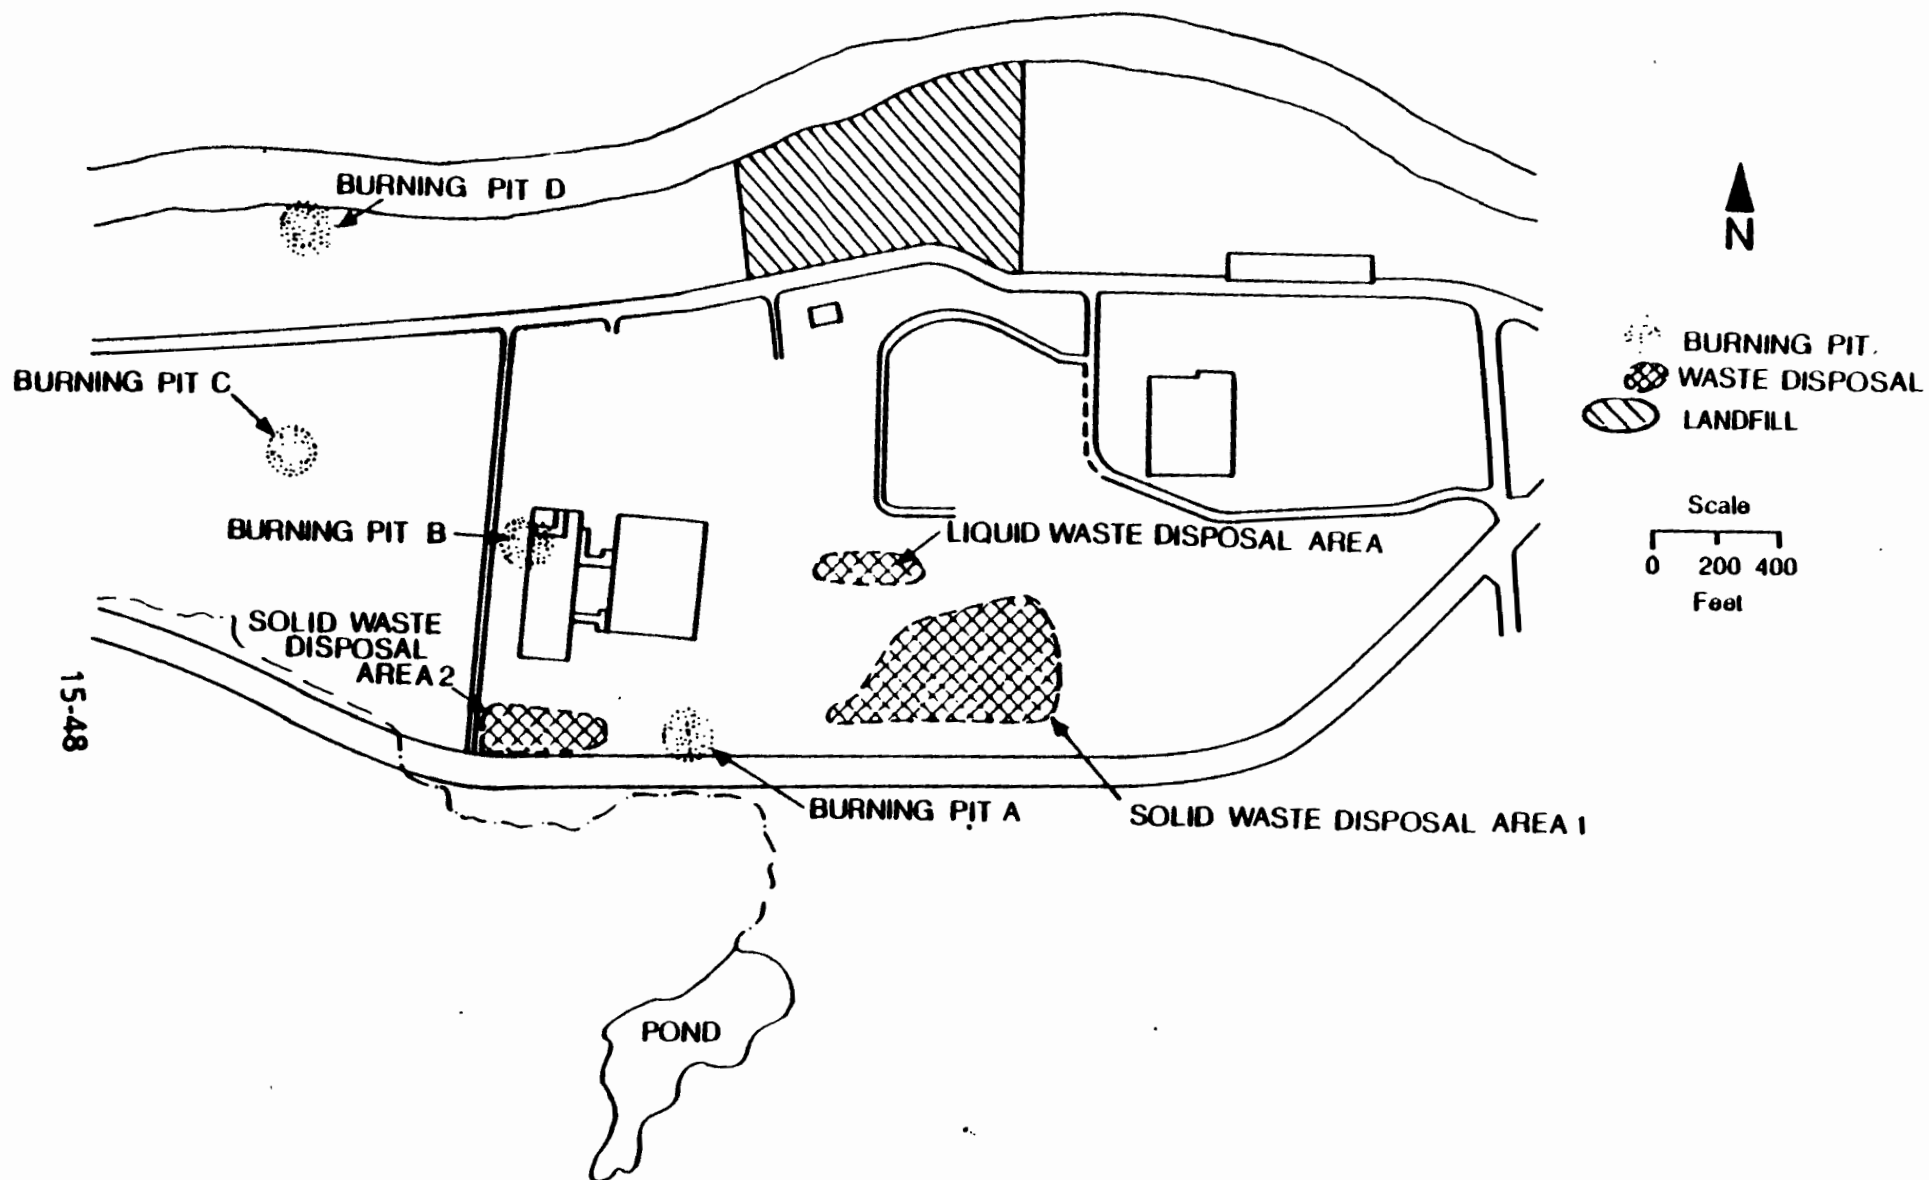 BURNING PIT D
N
BURNING PIT.
WASTE DISPOSAL
LANDFILL
BURNING PIT C
Scale
0 200 400
Feet
BURNING PIT B
LIQUID WASTE DISPOSAL AREA
SOLID WASTE
DISPOSAL
AREA 2
15-48
BURNING PIT A
SOLID WASTE DISPOSAL AREA 1
POND